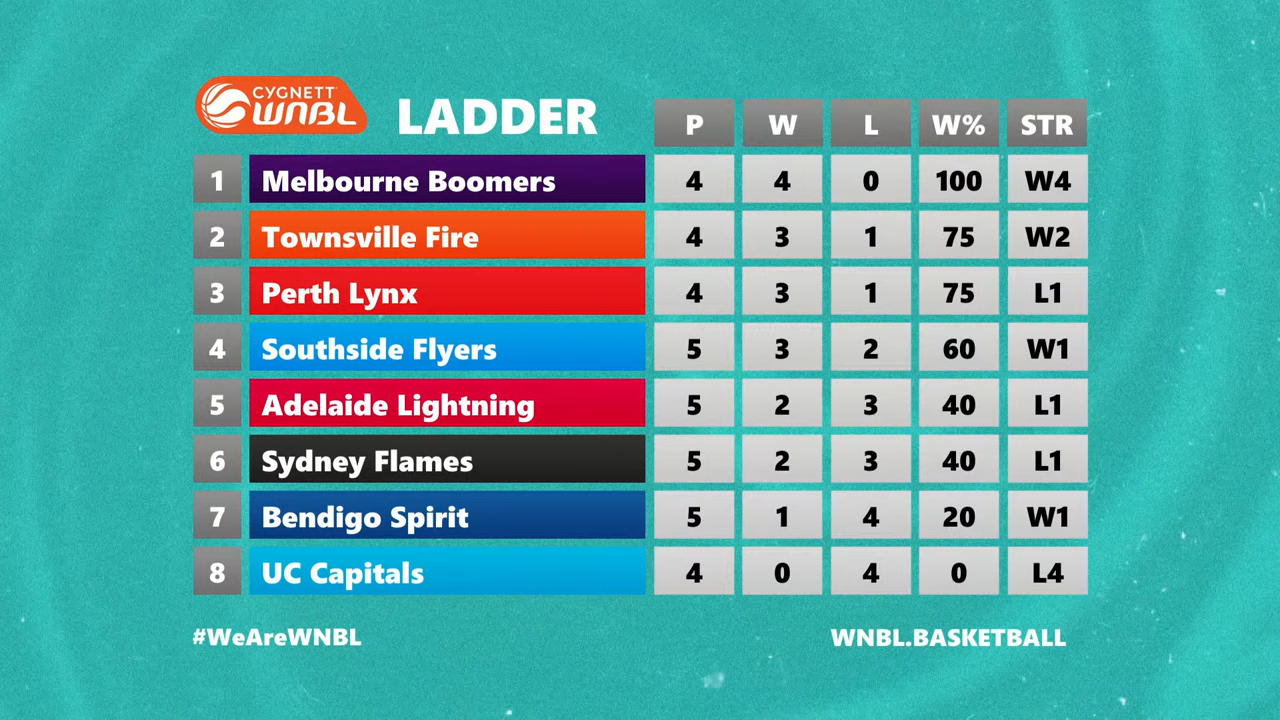 CYGNETT
WNBL
LADDER P W L W% STR
1 Melbourne Boomers 4 4 0 100 W4
2 Townsville Fire 4 3 1 75 W2
3 Perth Lynx 4 3 1 75 L1
4 Southside Flyers 5 3 2 60 W1
5 Adelaide Lightning 5 2 3 40 L1
6 Sydney Flames 5 2 3 40 L1
7 Bendigo Spirit 5 1 4 20 W1
8 UC Capitals 4 0 4 0 L4
#WeAreWNBL WNBL.BASKETBALL